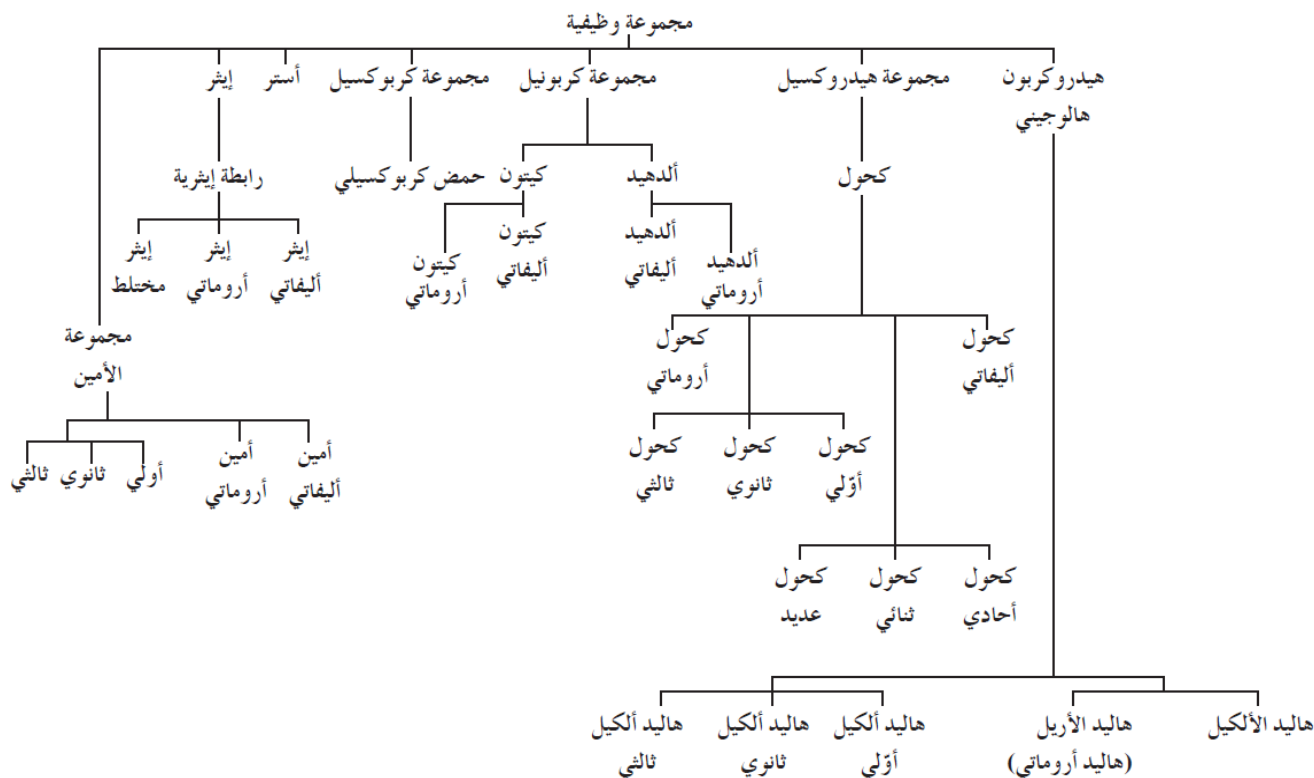 مجموعة وظيفية
هيدروكربون
هالوجيني
مجموعة هيدروكسيل
مجموعة كربونيل
مجموعة كربوكسيل
أستر
إيثر
كحول
ألدهيد
كيتون
حمض كربوكسيلي
رابطة إيثرية
ألدهيد
أروماتي
ألدهيد
أليفاتي
كيتون
أليفاتي
كيتون
أروماتي
إيثر
أليفاتي
إيثر
أروماتي
إيثر
مختلط
كحول
أليفاتي
كحول
أروماتي
مجموعة
الأمين
كحول
أوّلي
كحول
ثانوي
كحول
ثالثي
أمين
أليفاتي
أمين
أروماتي
أولي
ثانوي
ثالثي
كحول
أحادي
كحول
ثنائي
كحول
عديد
هاليد الألكيل
هاليد الأريل
(هاليد أروماتي)
هاليد ألكيل
أوّلي
هاليد ألكيل
ثانوي
هاليد ألكيل
ثالثي